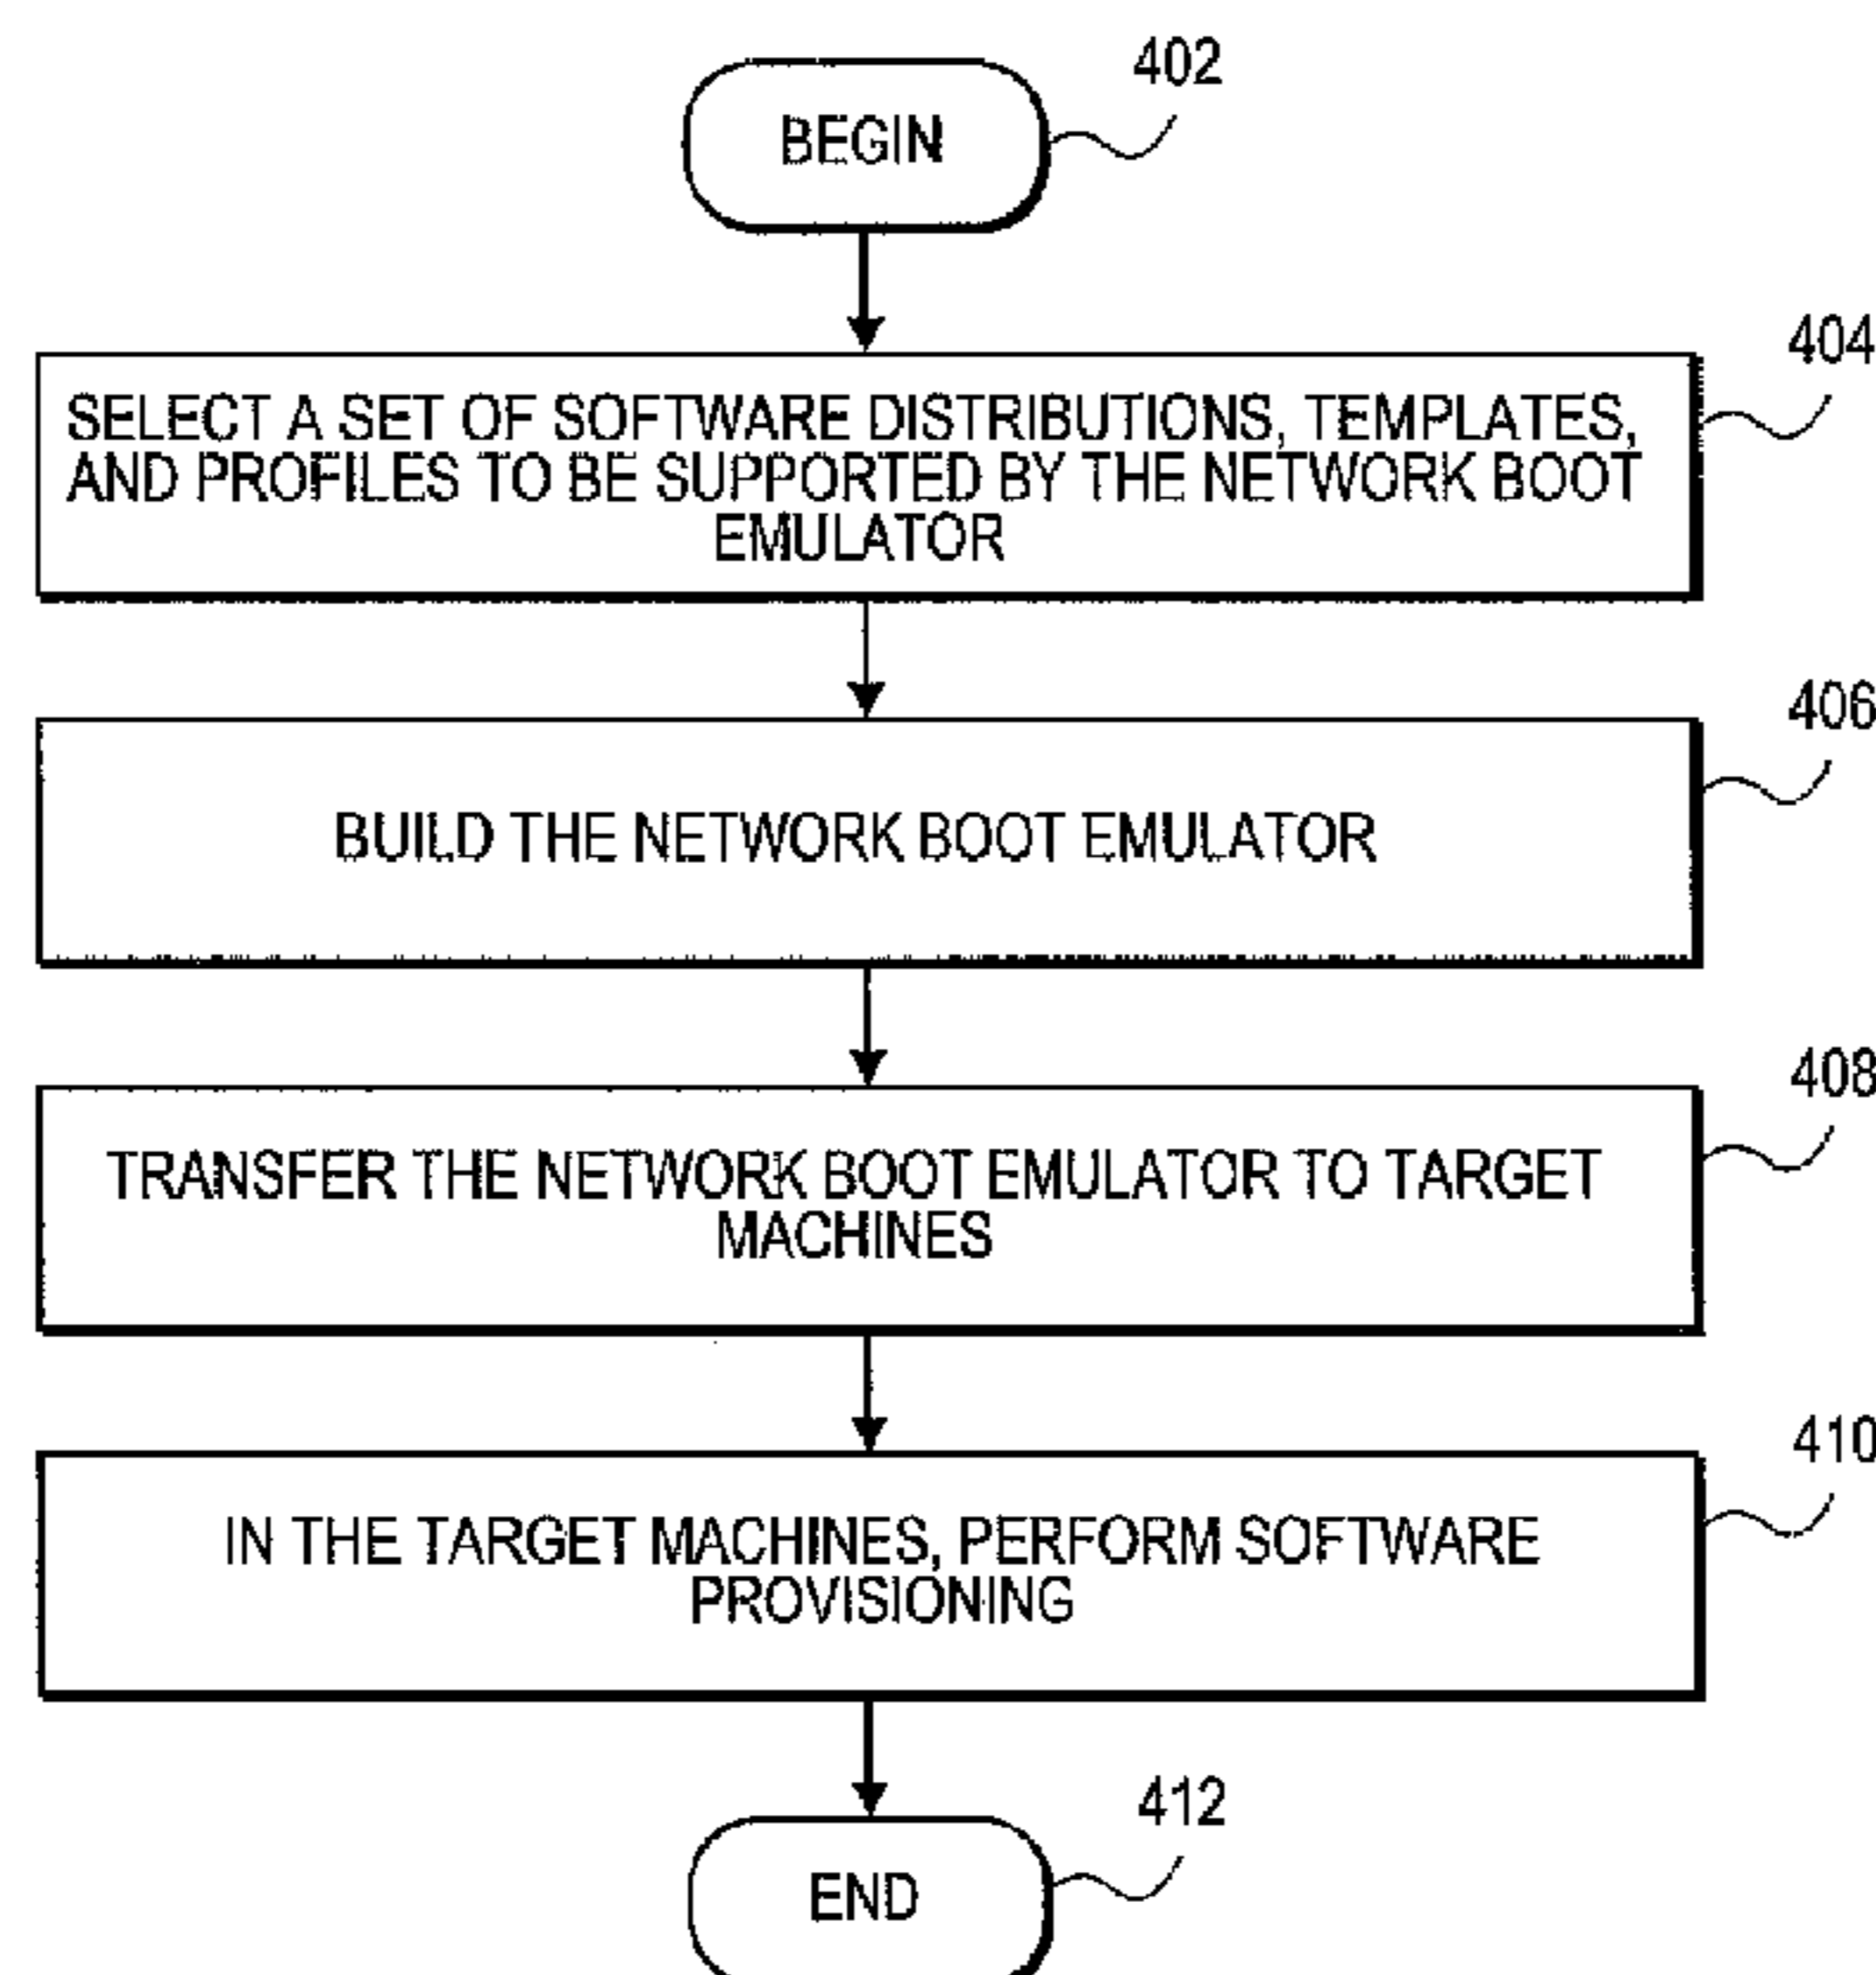 402
BEGIN
404
SELECT A SET OF SOFTWARE DISTRIBUTIONS, TEMPLATES,
AND PROFILES TO BE SUPPORTED BY THE NETWORK BOOT
EMULATOR
406
BUILD THE NETWORK BOOT EMULATOR
408
TRANSFER THE NETWORK BOOT EMULATOR TO TARGET
MACHINES
410
IN THE TARGET MACHINES, PERFORM SOFTWARE
PROVISIONING
412
END